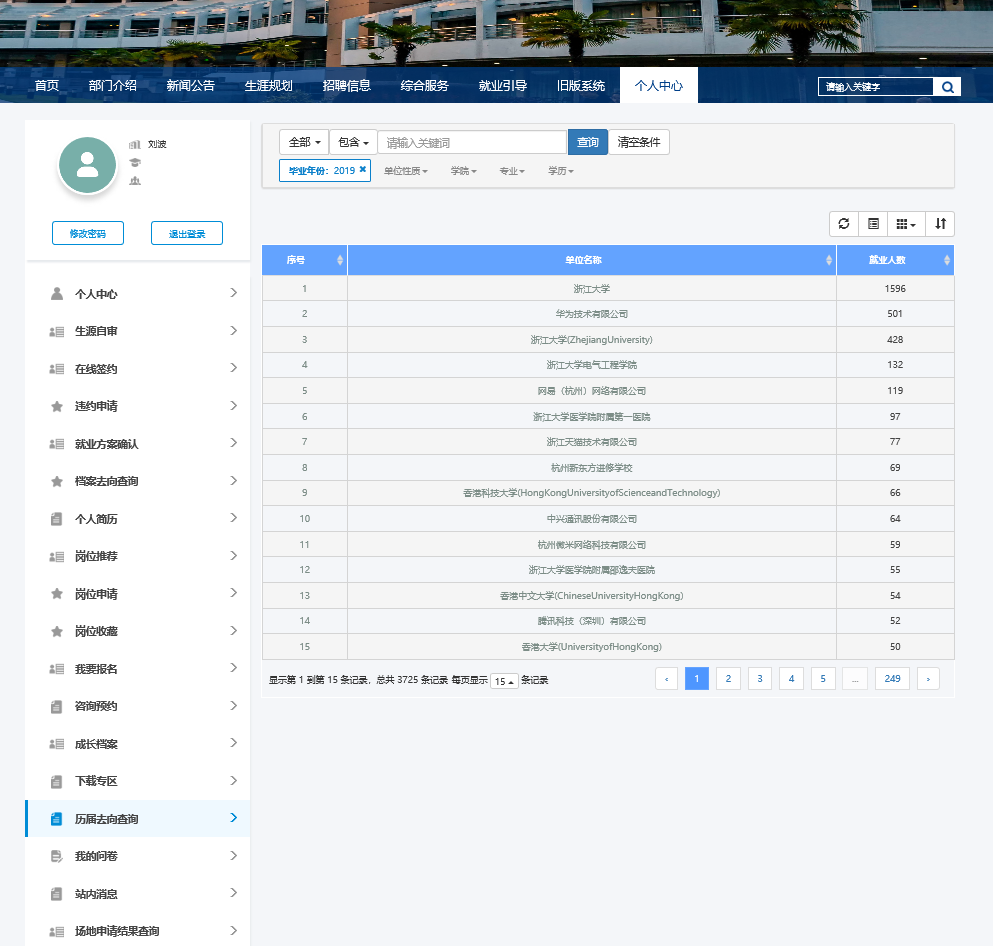 首页 部门介绍 新闻公告 生涯规划 招聘信息 综合服务 就业引导 旧版系统 个人中心 请输入关键字
刘波
修改密码 退出登录
个人中心
生源自审
在线签约
违约申请
就业方案确认
档案去向查询
个人简历
岗位推荐
岗位申请
岗位收藏
我要报名
咨询预约
成长档案
下载专区
历届去向查询
我的问卷
站内消息
场地申请结果查询
全部 包含 请输入关键词 查询 清空条件
毕业年份：2019 × 单位性质 学院 专业 学历
序号 单位名称 就业人数
1 浙江大学 1596
2 华为技术有限公司 501
3 浙江大学(ZhejiangUniversity) 428
4 浙江大学电气工程学院 132
5 网易（杭州）网络有限公司 119
6 浙江大学医学院附属第一医院 97
7 浙江天猫技术有限公司 77
8 杭州新东方进修学校 69
9 香港科技大学(HongKongUniversityofScienceandTechnology) 66
10 中兴通讯股份有限公司 64
11 杭州微米网络科技有限公司 59
12 浙江大学医学院附属邵逸夫医院 55
13 香港中文大学(ChineseUniversityHongKong) 54
14 腾讯科技（深圳）有限公司 52
15 香港大学(UniversityofHongKong) 50
显示第 1 到第 15 条记录，总共 3725 条记录 每页显示 15 条记录 ‹ 1 2 3 4 5 ... 249 ›